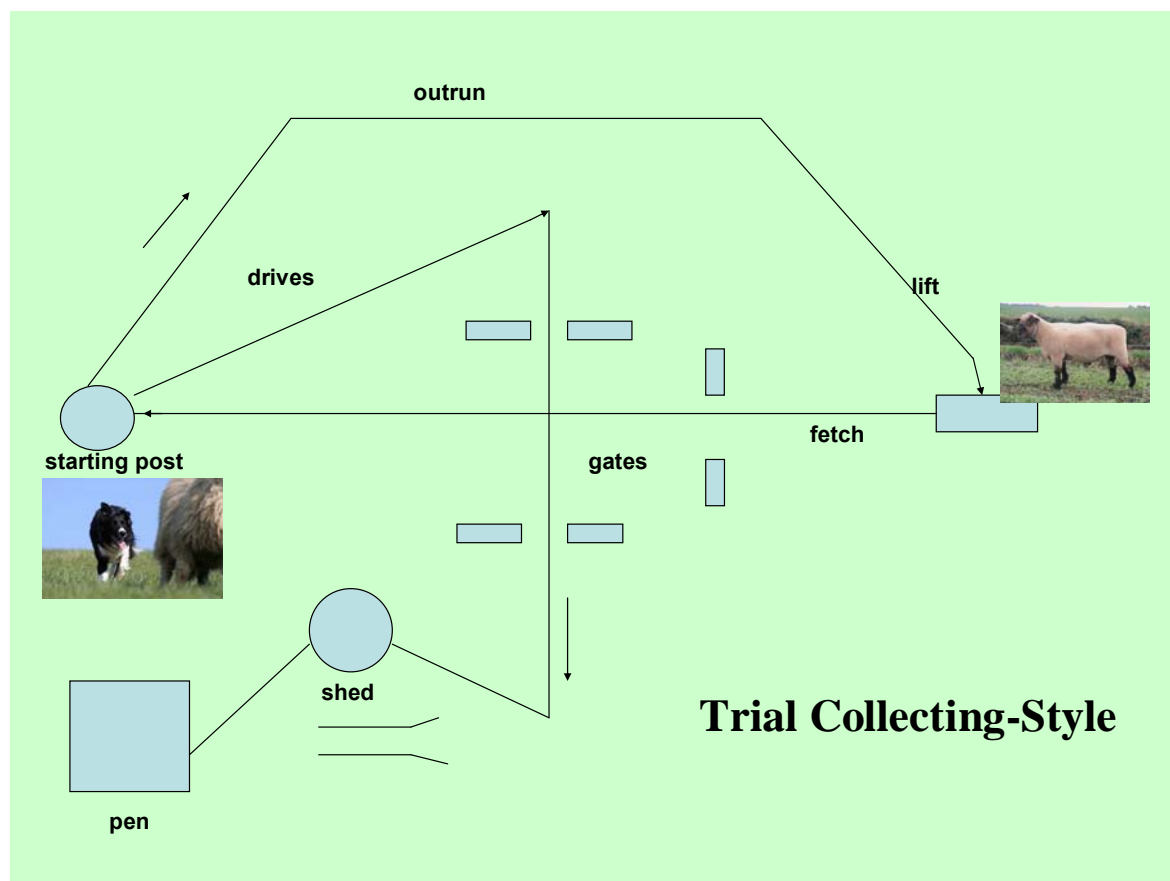 outrun
drives
lift
fetch
starting post
gates
shed
Trial Collecting-Style
pen